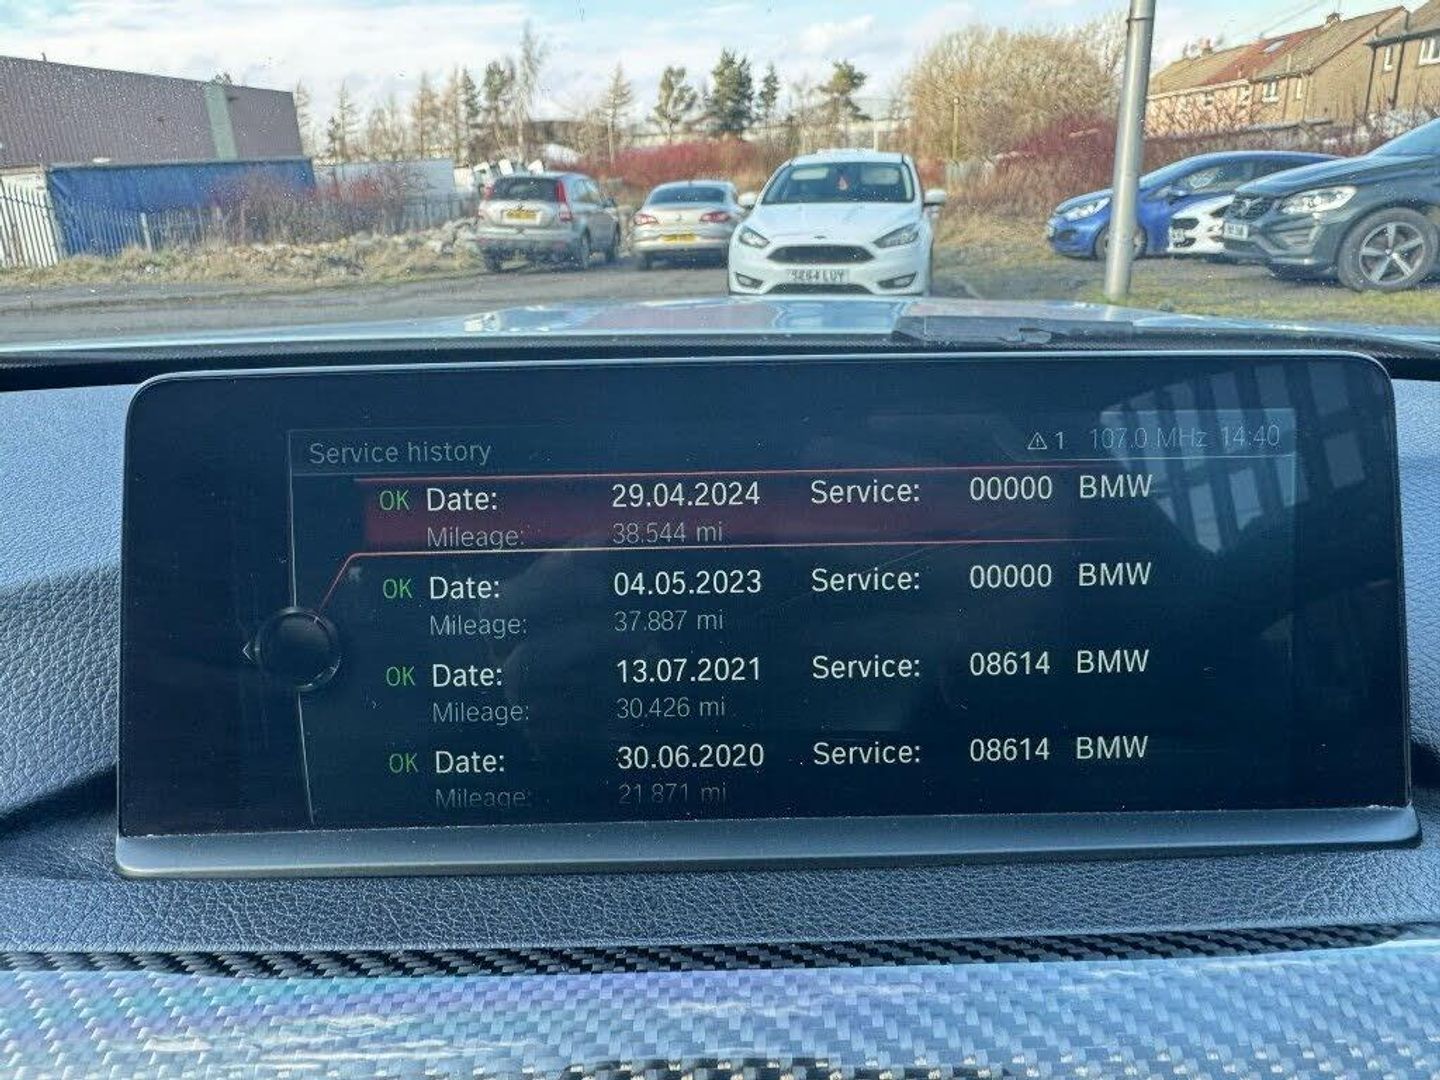 SK64 LUY
Service history
⚠ 1 107.0 MHz 14:40
OK Date: 29.04.2024 Service: 00000 BMW
Mileage: 38.544 mi
OK Date: 04.05.2023 Service: 00000 BMW
Mileage: 37.887 mi
OK Date: 13.07.2021 Service: 08614 BMW
Mileage: 30.426 mi
OK Date: 30.06.2020 Service: 08614 BMW
Mileage: 21.871 mi